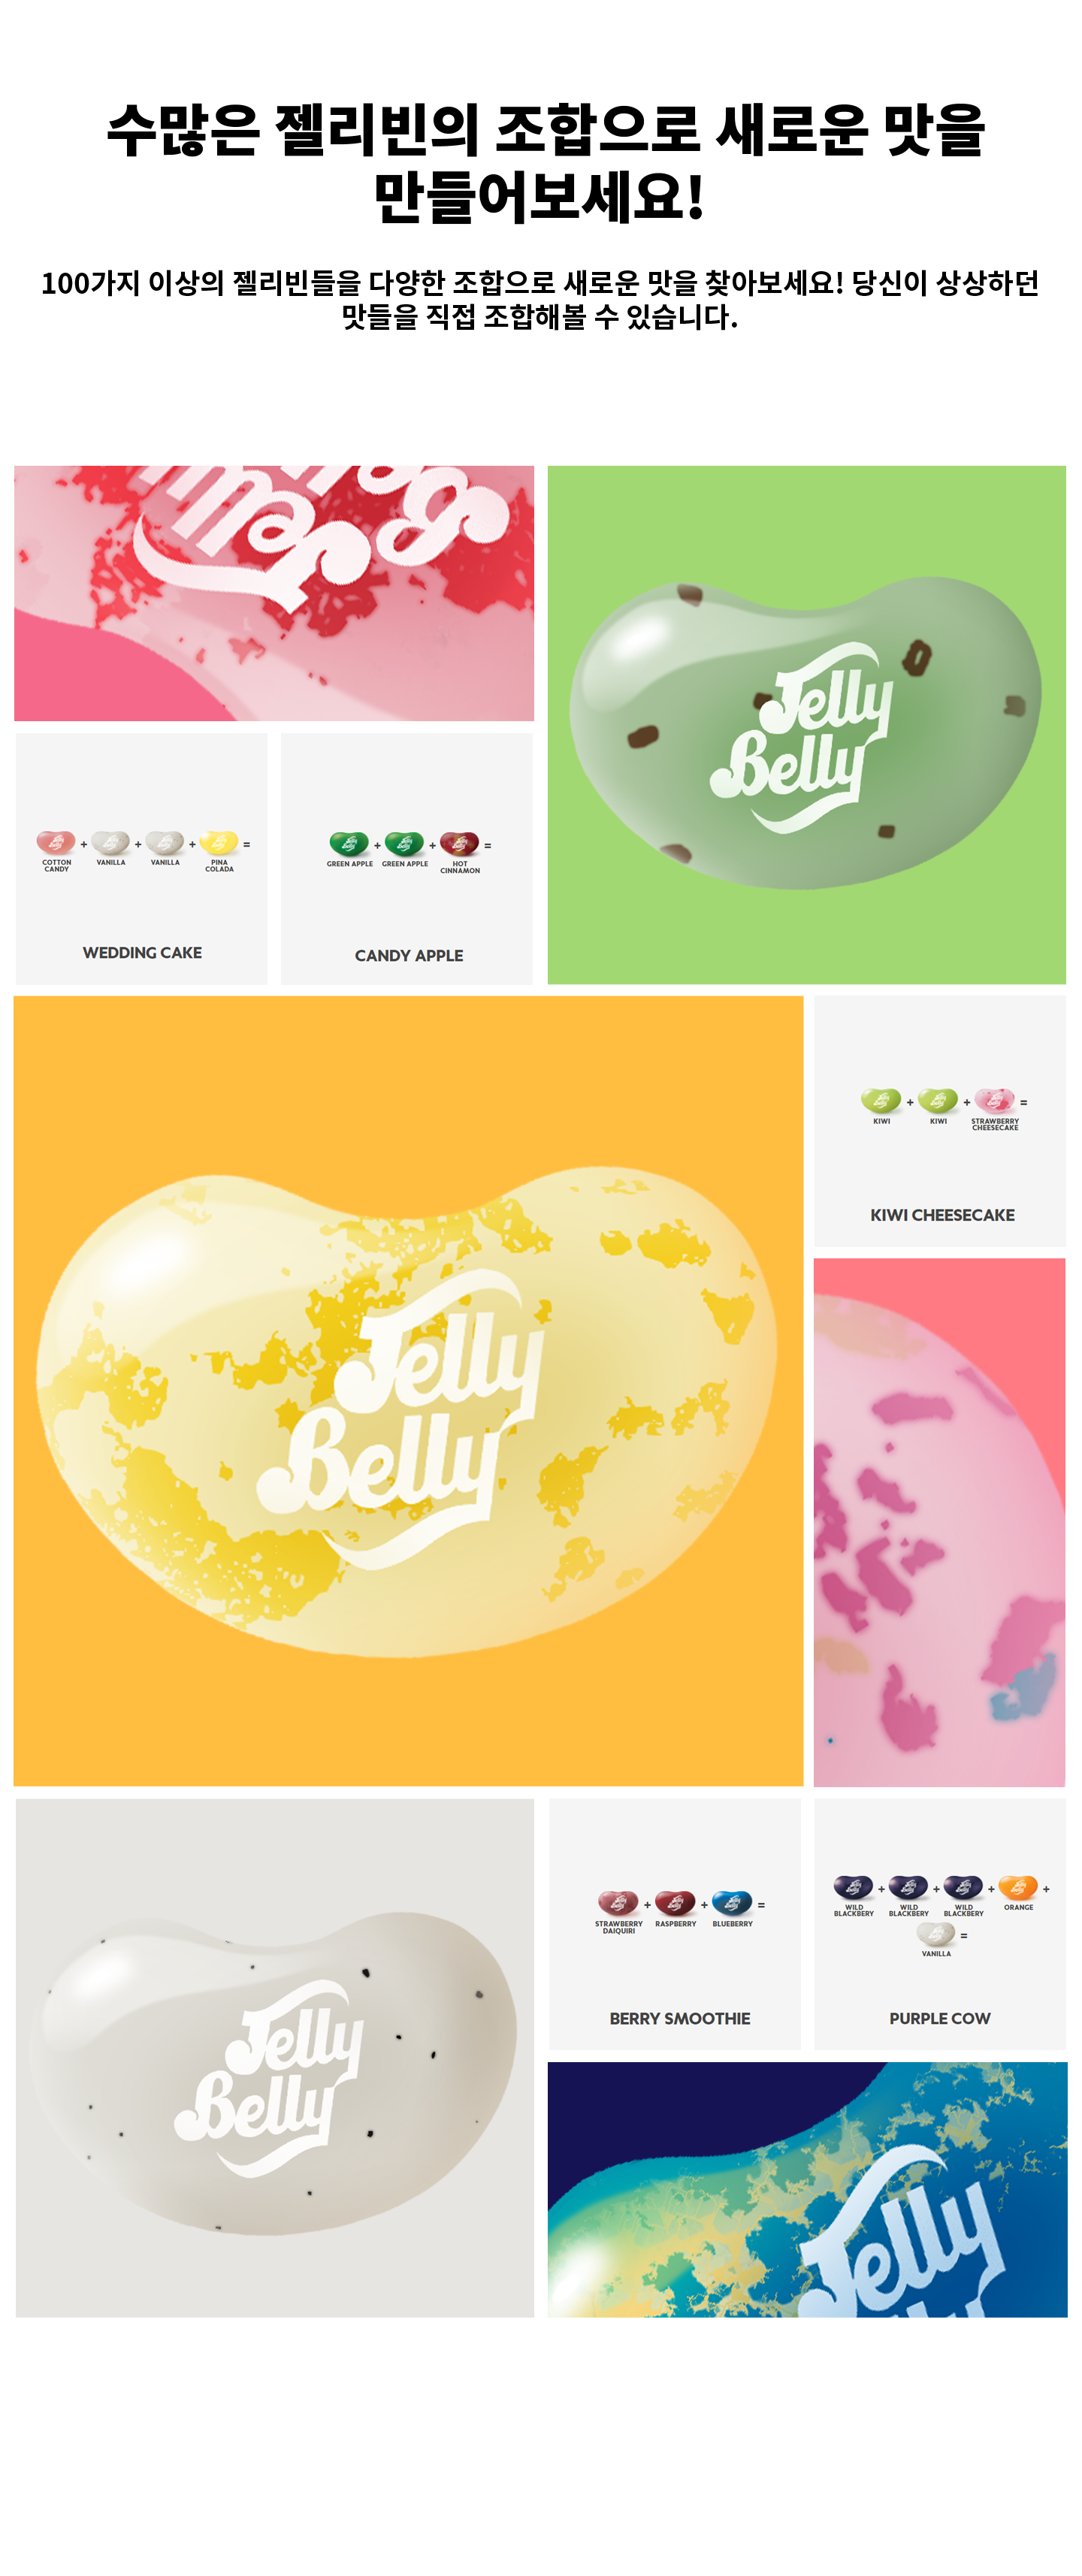 수많은 젤리빈의 조합으로 새로운 맛을
만들어보세요!
100가지 이상의 젤리빈들을 다양한 조합으로 새로운 맛을 찾아보세요! 당신이 상상하던
맛들을 직접 조합해볼 수 있습니다.
Jelly
Be
Jelly
Belly
+ + + =
COTTON CANDY VANILLA VANILLA PINA COLADA
WEDDING CAKE
+ + =
GREEN APPLE GREEN APPLE HOT CINNAMON
CANDY APPLE
Jelly
Belly
+ + =
KIWI KIWI STRAWBERRY CHEESECAKE
KIWI CHEESECAKE
Jelly
Belly
+ + =
STRAWBERRY DAIQUIRI RASPBERRY BLUEBERRY
BERRY SMOOTHIE
+ + + +
WILD BLACKBERY WILD BLACKBERY WILD BLACKBERY ORANGE
=
VANILLA
PURPLE COW
Jelly